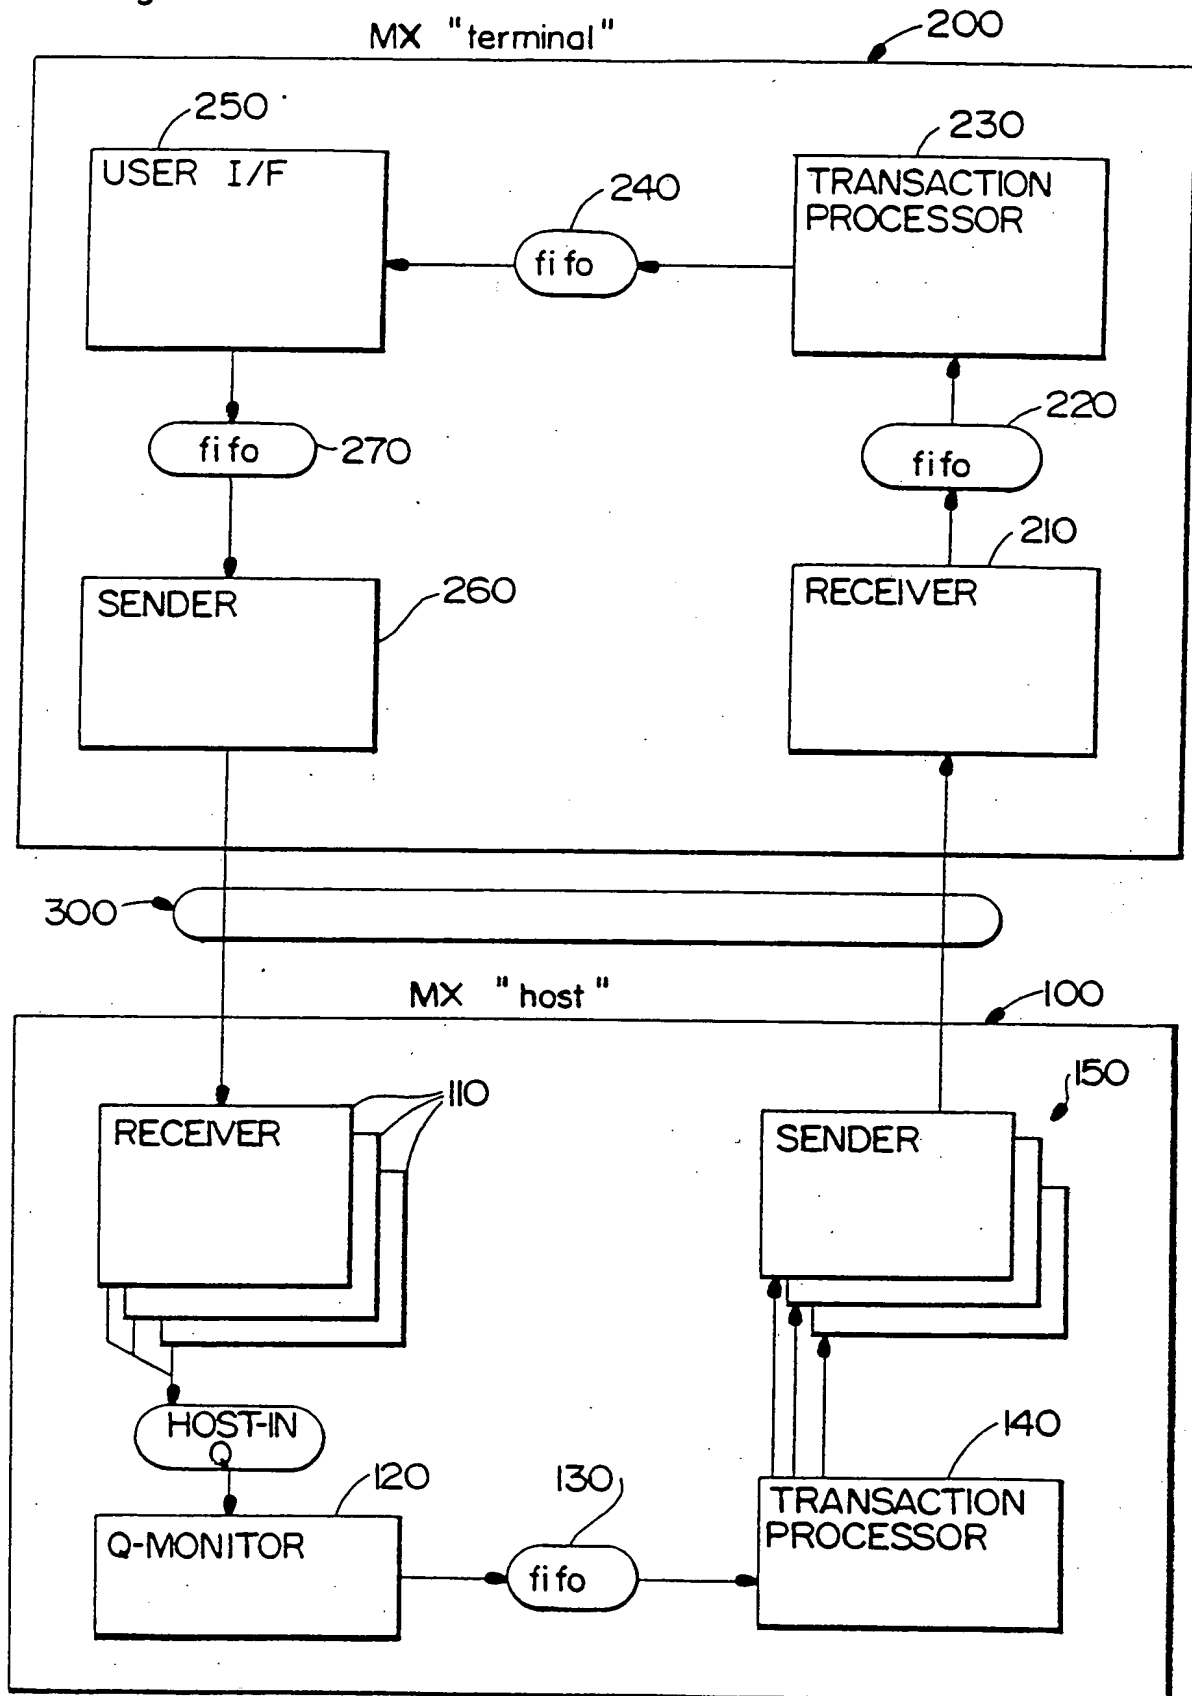 MX "terminal"
200
250
USER I/F
240
fifo
230
TRANSACTION
PROCESSOR
fifo
270
220
fifo
SENDER
260
210
RECEIVER
300
MX "host"
100
110
RECEIVER
150
SENDER
HOST-IN
Q
120
Q-MONITOR
130
fifo
140
TRANSACTION
PROCESSOR